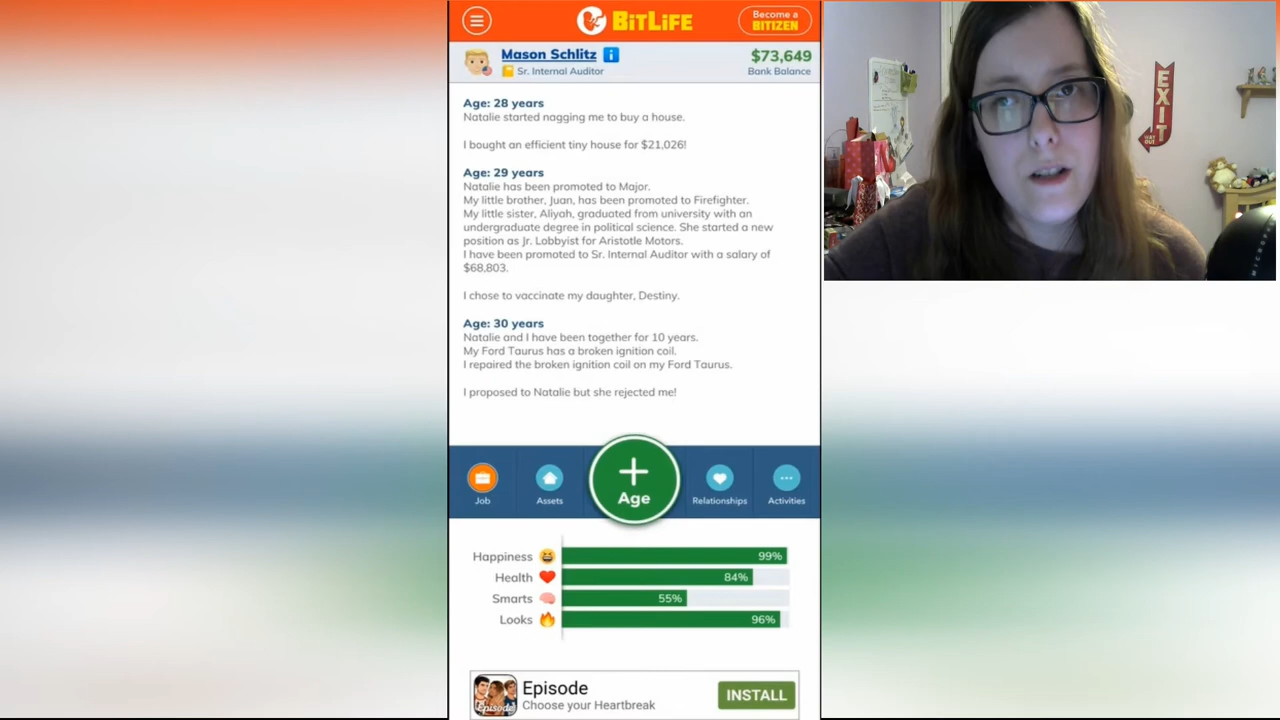 BitLife
Become a
BITIZEN
Mason Schlitz i
$73,649
Sr. Internal Auditor
Bank Balance
Age: 28 years
Natalie started nagging me to buy a house.
I bought an efficient tiny house for $21,026!
Age: 29 years
Natalie has been promoted to Major.
My little brother, Juan, has been promoted to Firefighter.
My little sister, Aliyah, graduated from university with an
undergraduate degree in political science. She started a new
position as Jr. Lobbyist for Aristotle Motors.
I have been promoted to Sr. Internal Auditor with a salary of
$68,803.
I chose to vaccinate my daughter, Destiny.
Age: 30 years
Natalie and I have been together for 10 years.
My Ford Taurus has a broken ignition coil.
I repaired the broken ignition coil on my Ford Taurus.
I proposed to Natalie but she rejected me!
Job
Assets
+
Age
Relationships
Activities
Happiness 99%
Health 84%
Smarts 55%
Looks 96%
Episode
Episode
Choose your Heartbreak
INSTALL
EXIT
WAY
OUT